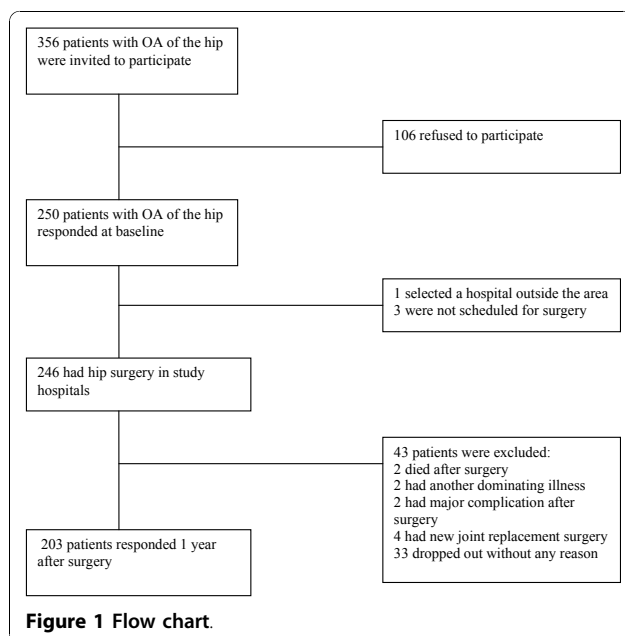 356 patients with OA of the hip
were invited to participate
106 refused to participate
250 patients with OA of the hip
responded at baseline
1 selected a hospital outside the area
3 were not scheduled for surgery
246 had hip surgery in study
hospitals
43 patients were excluded:
2 died after surgery
2 had another dominating illness
2 had major complication after
surgery
4 had new joint replacement surgery
33 dropped out without any reason
203 patients responded 1 year
after surgery
Figure 1 Flow chart.